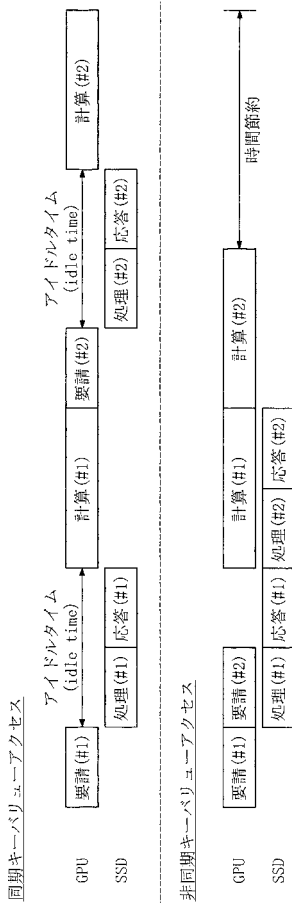 同期キーバリューアクセス
アイドルタイム
(idle time)
アイドルタイム
(idle time)
GPU
要請(#1)
計算(#1)
要請(#2)
計算(#2)
SSD
処理(#1)
応答(#1)
処理(#2)
応答(#2)
非同期キーバリューアクセス
GPU
要請(#1)
要請(#2)
計算(#1)
計算(#2)
時間節約
SSD
処理(#1)
応答(#1)
処理(#2)
応答(#2)